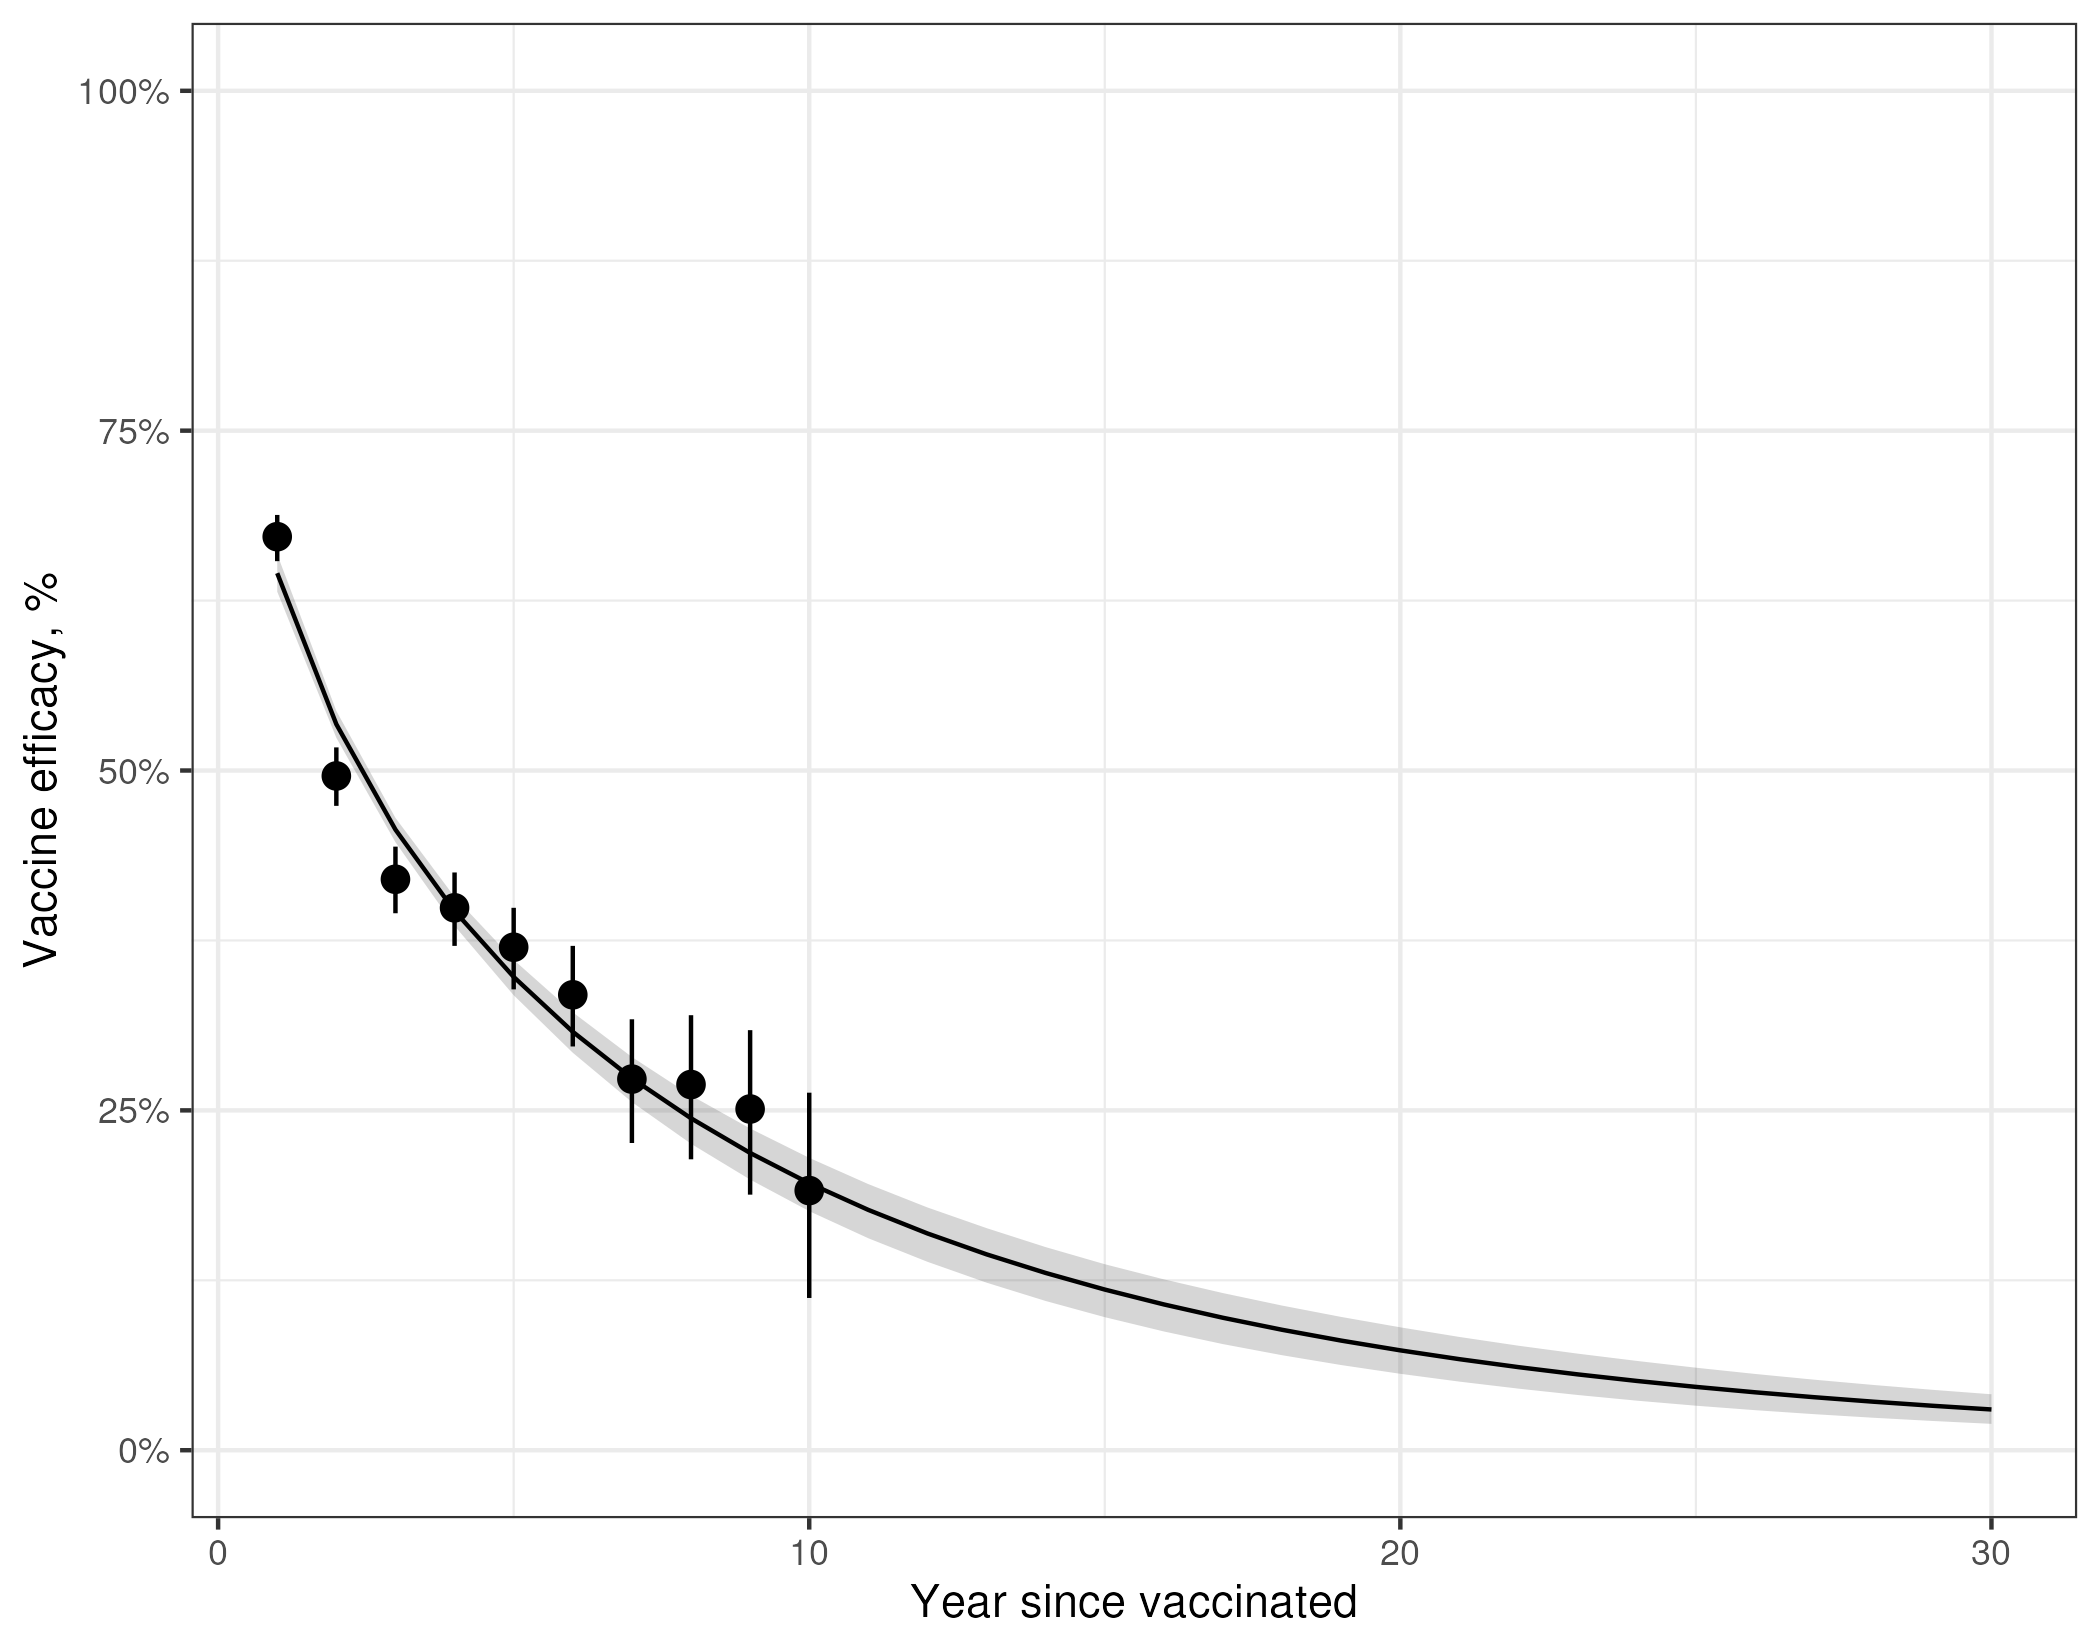 100%
75%
50%
25%
0%
Vaccine efficacy, %
0 10 20 30
Year since vaccinated